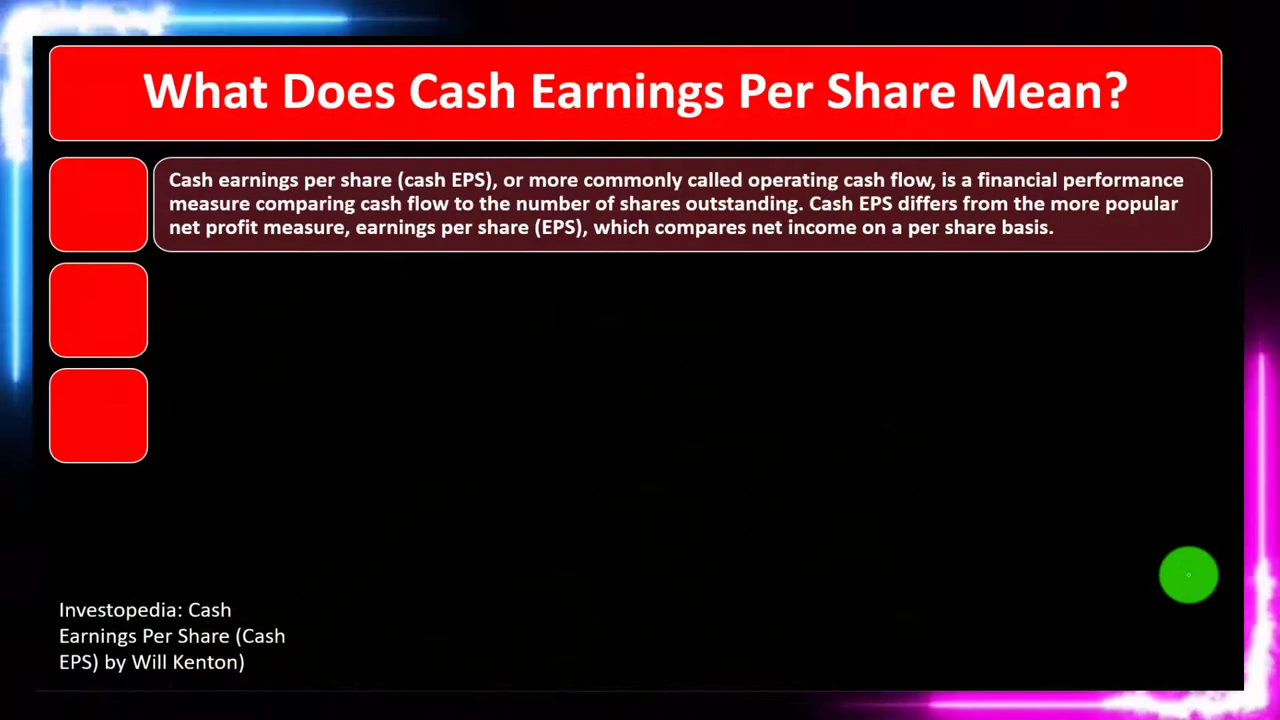 What Does Cash Earnings Per Share Mean?
Cash earnings per share (cash EPS), or more commonly called operating cash flow, is a financial performance
measure comparing cash flow to the number of shares outstanding. Cash EPS differs from the more popular
net profit measure, earnings per share (EPS), which compares net income on a per share basis.
Investopedia: Cash
Earnings Per Share (Cash
EPS) by Will Kenton)